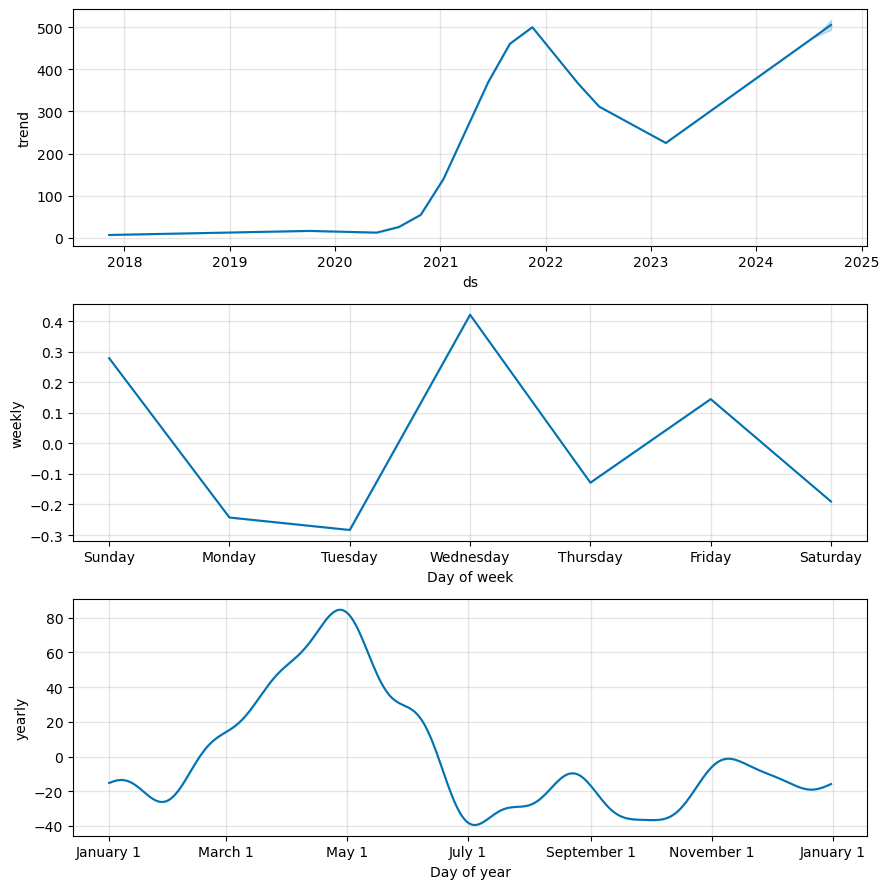 500
400
300
200
100
0
trend
2018 2019 2020 2021 2022 2023 2024 2025
ds
0.4
0.3
0.2
0.1
0.0
−0.1
−0.2
−0.3
weekly
Sunday Monday Tuesday Wednesday Thursday Friday Saturday
Day of week
80
60
40
20
0
−20
−40
yearly
January 1 March 1 May 1 July 1 September 1 November 1 January 1
Day of year